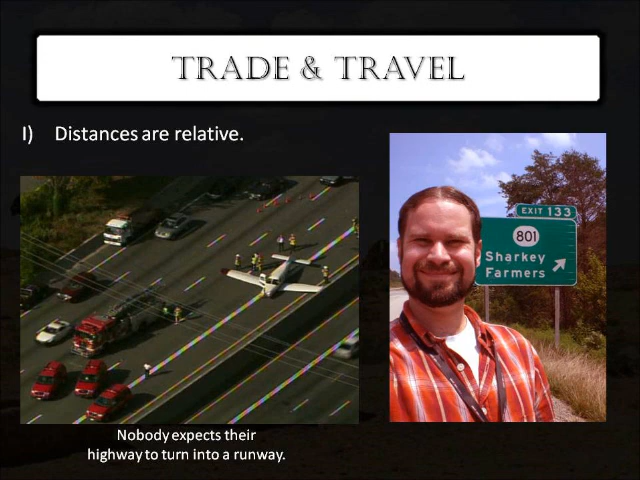 TRADE & TRAVEL
I) Distances are relative.
EXIT 133
801
Sharkey
Farmers
Nobody expects their
highway to turn into a runway.